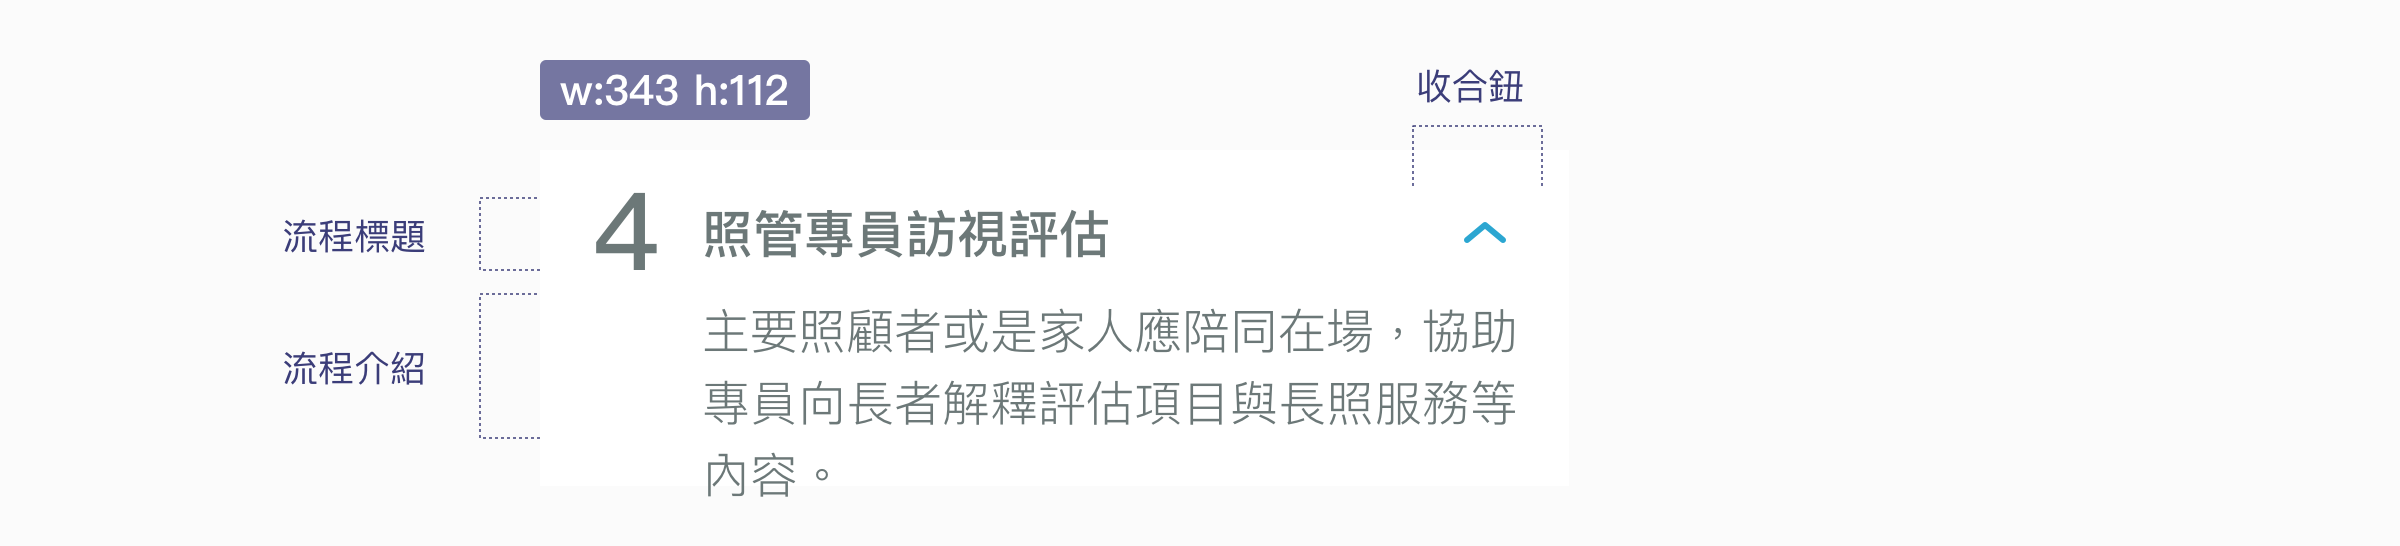 w:343 h:112
收合鈕
流程標題
4 照管專員訪視評估
流程介紹
主要照顧者或是家人應陪同在場，協助
專員向長者解釋評估項目與長照服務等
內容。